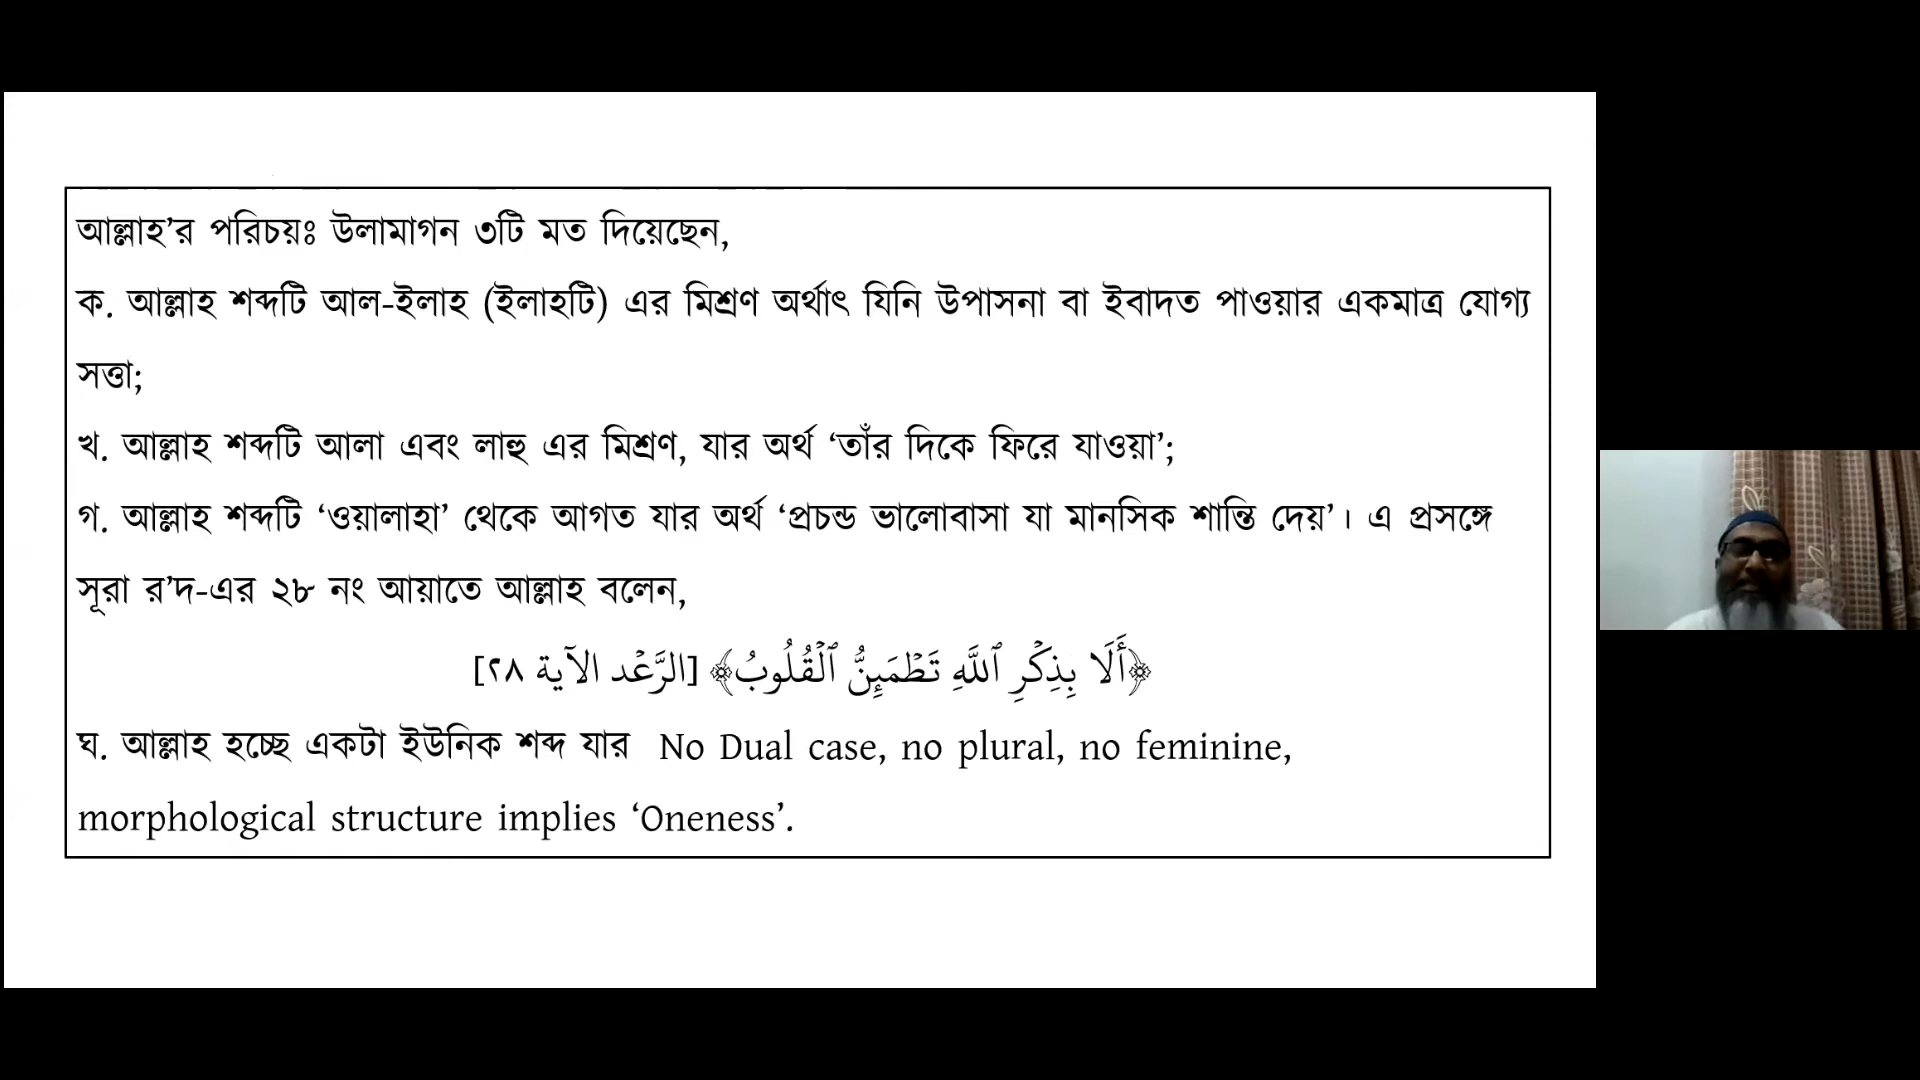 আল্লাহ’র পরিচয়ঃ উলামাগন ৩টি মত দিয়েছেন,
ক. আল্লাহ শব্দটি আল-ইলাহ (ইলাহটি) এর মিশ্রণ অর্থাৎ যিনি উপাসনা বা ইবাদত পাওয়ার একমাত্র যোগ্য
সত্তা;
খ. আল্লাহ শব্দটি আলা এবং লাহু এর মিশ্রণ, যার অর্থ ‘তাঁর দিকে ফিরে যাওয়া’;
গ. আল্লাহ শব্দটি ‘ওয়ালাহা’ থেকে আগত যার অর্থ ‘প্রচন্ড ভালোবাসা যা মানসিক শান্তি দেয়’। এ প্রসঙ্গে
সূরা র’দ-এর ২৮ নং আয়াতে আল্লাহ বলেন,
﴿أَلَا بِذِكۡرِ ٱللَّهِ تَطۡمَئِنُّ ٱلۡقُلُوبُ﴾ [الرَّعۡد الآية ٢٨]
ঘ. আল্লাহ হচ্ছে একটা ইউনিক শব্দ যার No Dual case, no plural, no feminine,
morphological structure implies ‘Oneness’.